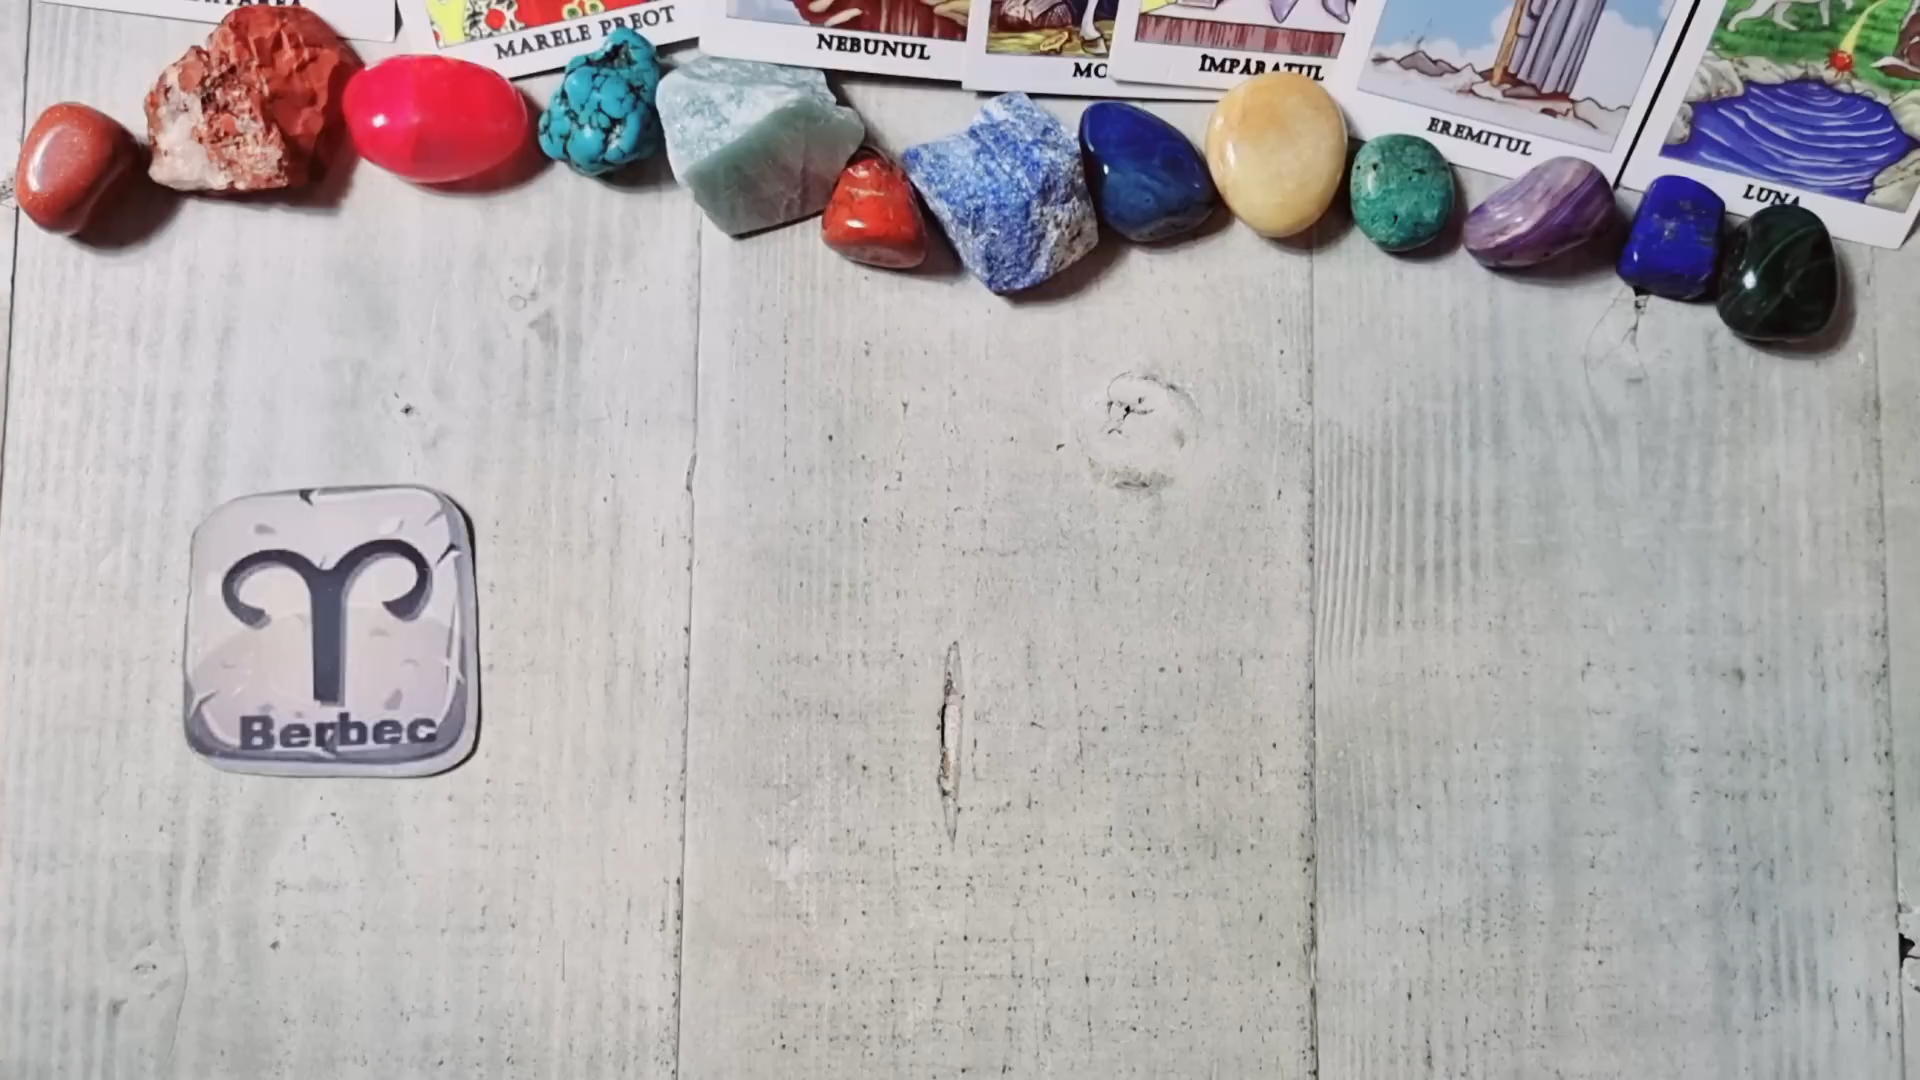 MARELE PREOT
NEBUNUL
ÎMPĂRATUL
EREMITUL
LUNA
Berbec